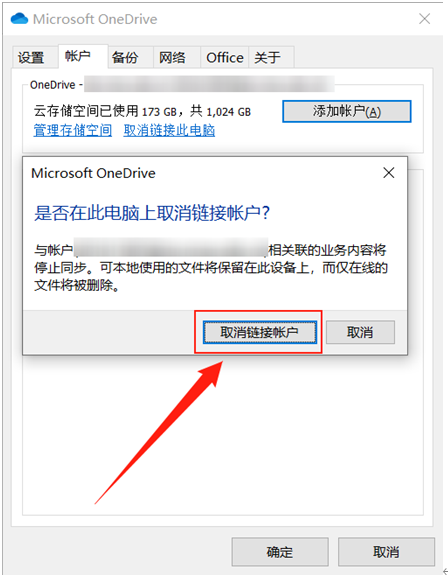 Microsoft OneDrive
设置 帐户 备份 网络 Office 关于
OneDrive -
云存储空间已使用 173 GB，共 1,024 GB
添加帐户(A)
管理存储空间 取消链接此电脑
Microsoft OneDrive
是否在此电脑上取消链接帐户?
与帐户 相关联的业务内容将
停止同步。可本地使用的文件将保留在此设备上，而仅在线的
文件将被删除。
取消链接帐户 取消
确定 取消